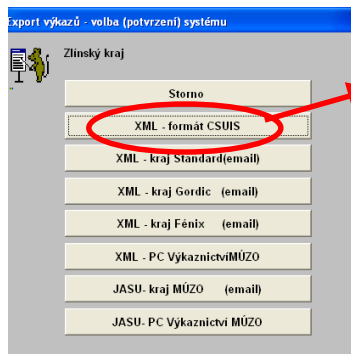 Export výkazů - volba (potvrzení) systému
Zlínský kraj
Storno
XML - formát CSUIS
XML - kraj Standard(email)
XML - kraj Gordic (email)
XML - kraj Fénix (email)
XML - PC VýkaznictvíMÚZO
JASU- kraj MÚZO (email)
JASU- PC Výkaznictví MÚZO